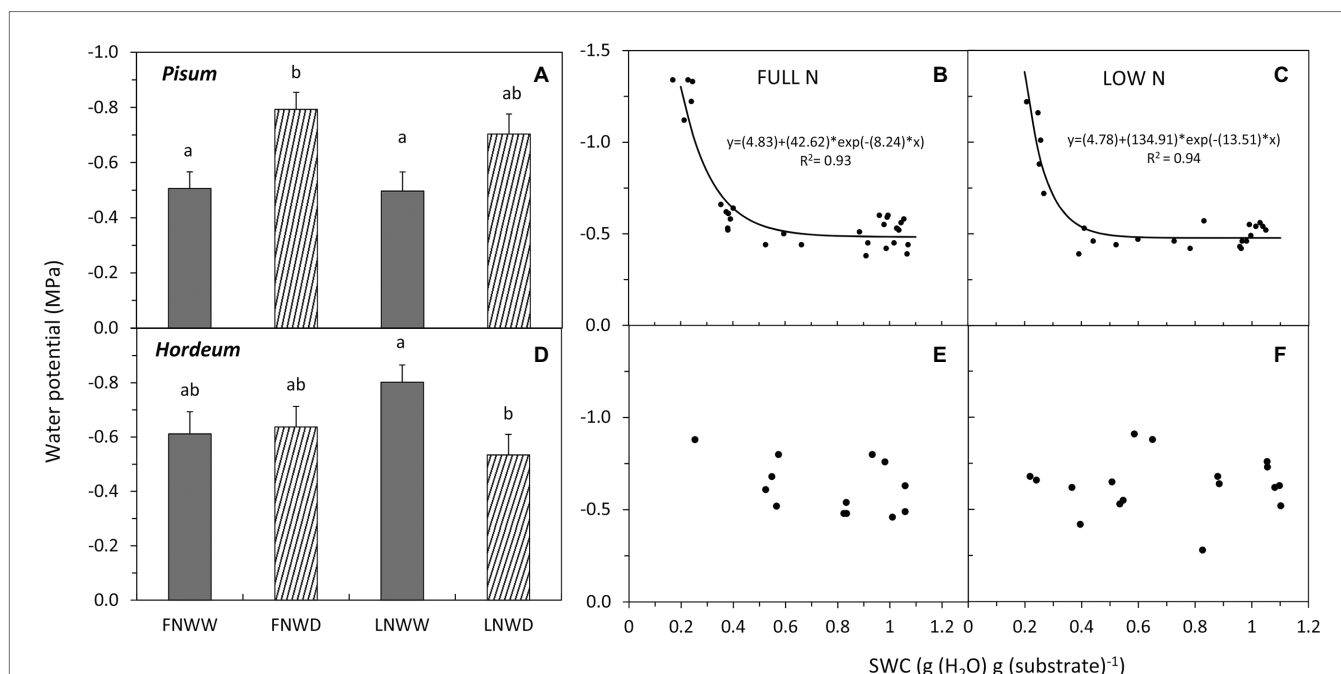 Water potential (MPa)
Pisum
A
-1.0
-0.8
-0.6
-0.4
-0.2
0.0
a
b
a
ab
Hordeum
D
-0.8
-0.6
-0.4
-0.2
0.0
ab
ab
a
b
FNWW
FNWD
LNWW
LNWD
-1.5
-1.0
-0.5
-0.0
FULL N
B
y=(4.83)+(42.62)*exp(-(8.24)*x)
R²= 0.93
LOW N
C
y=(4.78)+(134.91)*exp(-(13.51)*x)
R² = 0.94
-1.0
-0.5
-0.0
E
F
0 0.2 0.4 0.6 0.8 1 1.2
0 0.2 0.4 0.6 0.8 1 1.2
SWC (g (H₂O) g (substrate)⁻¹)